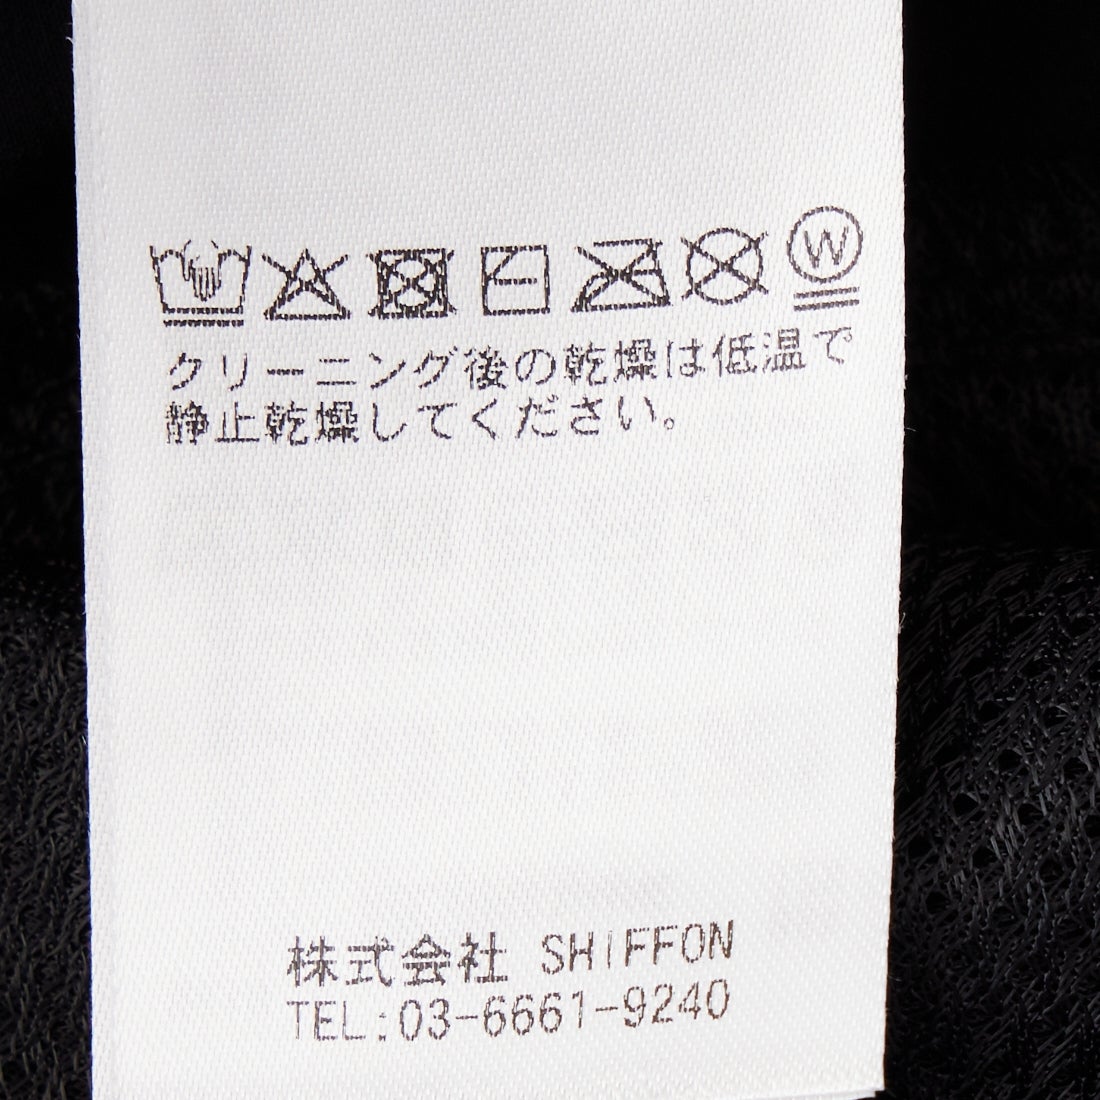 W
クリーニング後の乾燥は低温で
静止乾燥してください。
株式会社 SHIFFON
TEL:03-6661-9240